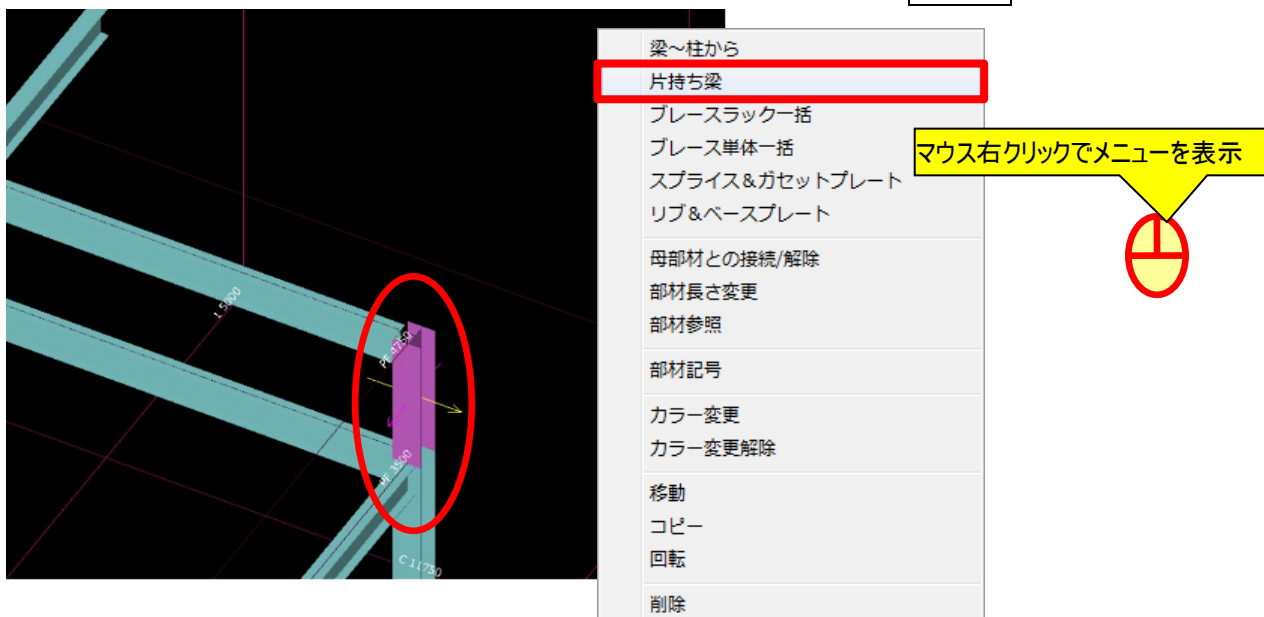 梁～柱から
片持ち梁
ブレースラック一括
ブレース単体一括
スプライス&ガセットプレート
リブ&ベースプレート
母部材との接続/解除
部材長さ変更
部材参照
部材記号
カラー変更
カラー変更解除
移動
コピー
回転
削除
マウス右クリックでメニューを表示
1 5000
PF 4750
PF 3500
C 11750